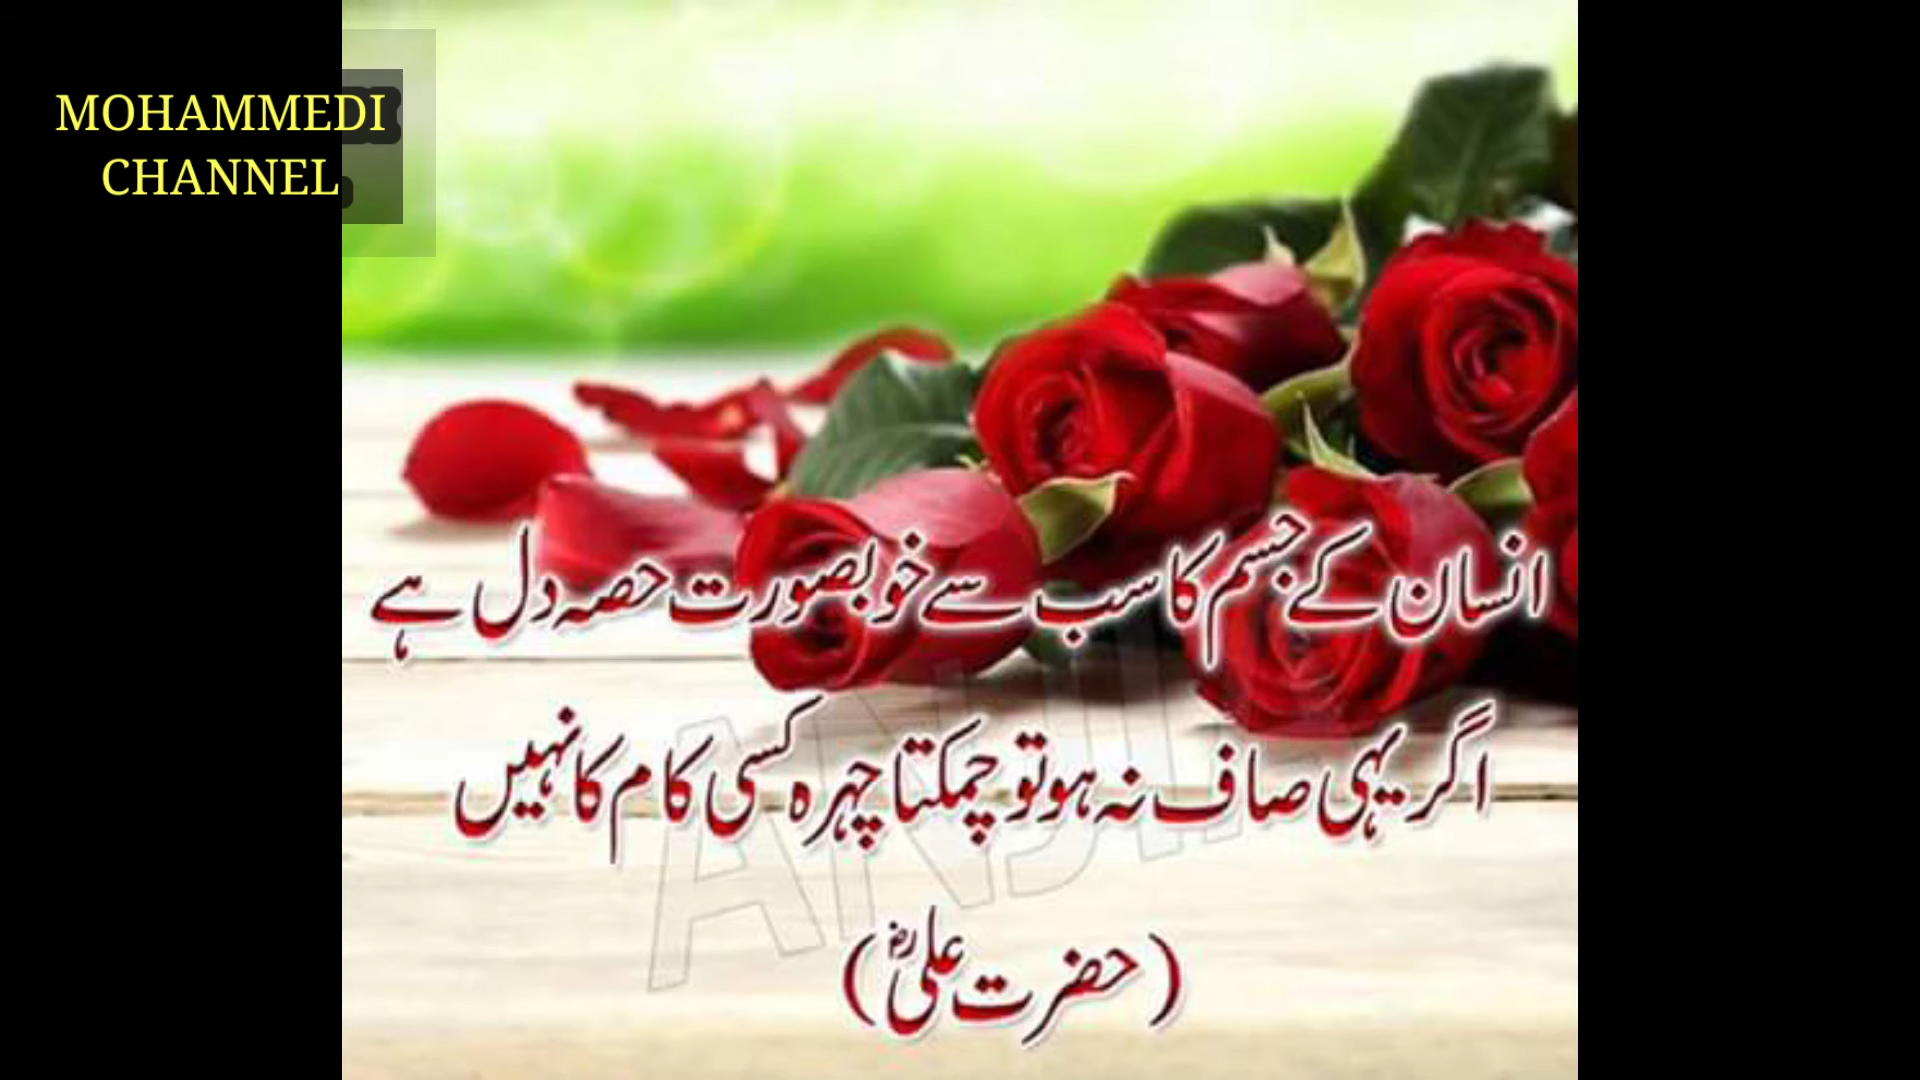 MOHAMMEDI
CHANNEL
انسان کے جسم کا سب سے خوبصورت حصہ دل ہے
اگر یہی صاف نہ ہو تو چمکتا چہرہ کسی کام کا نہیں
(حضرت علیؓ)